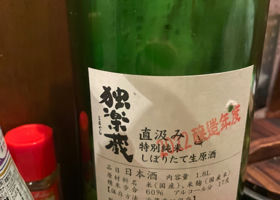 独楽蔵
直汲み
特別純米
しぼりたて生原酒
醸造年度
品目 日本酒 内容量 1.8L
原材料名 米(国産)、米麹(国産米)
精米歩合 60% アルコール分